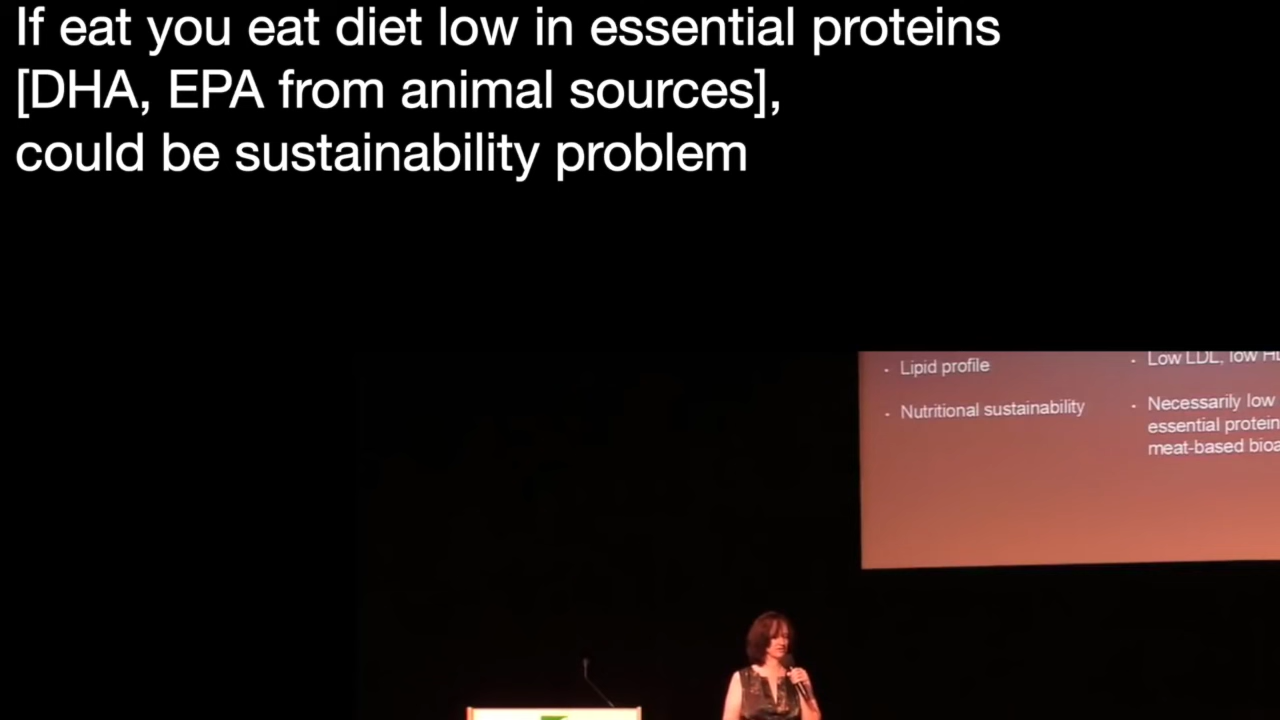 If eat you eat diet low in essential proteins
[DHA, EPA from animal sources],
could be sustainability problem
- Lipid profile
- Low LDL, low
- Nutritional sustainability
- Necessarily low
essential protein
meat-based